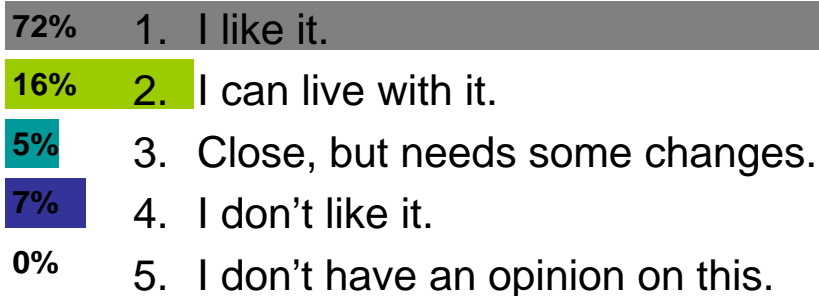 72% 1. I like it.
16% 2. I can live with it.
5% 3. Close, but needs some changes.
7% 4. I don’t like it.
0% 5. I don’t have an opinion on this.